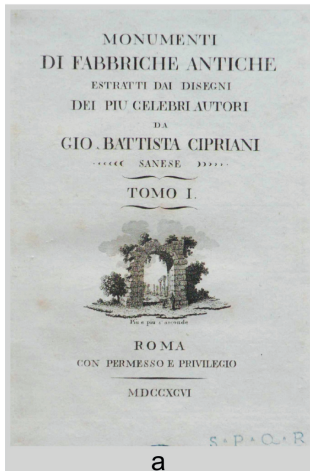 MONUMENTI
DI FABBRICHE ANTICHE
ESTRATTI DAI DISEGNI
DEI PIU CELEBRI AUTORI
DA
GIO. BATTISTA CIPRIANI
SANESE
TOMO I.
ROMA
CON PERMESSO E PRIVILEGIO
MDCCXCVI
S·P·Q·R
a